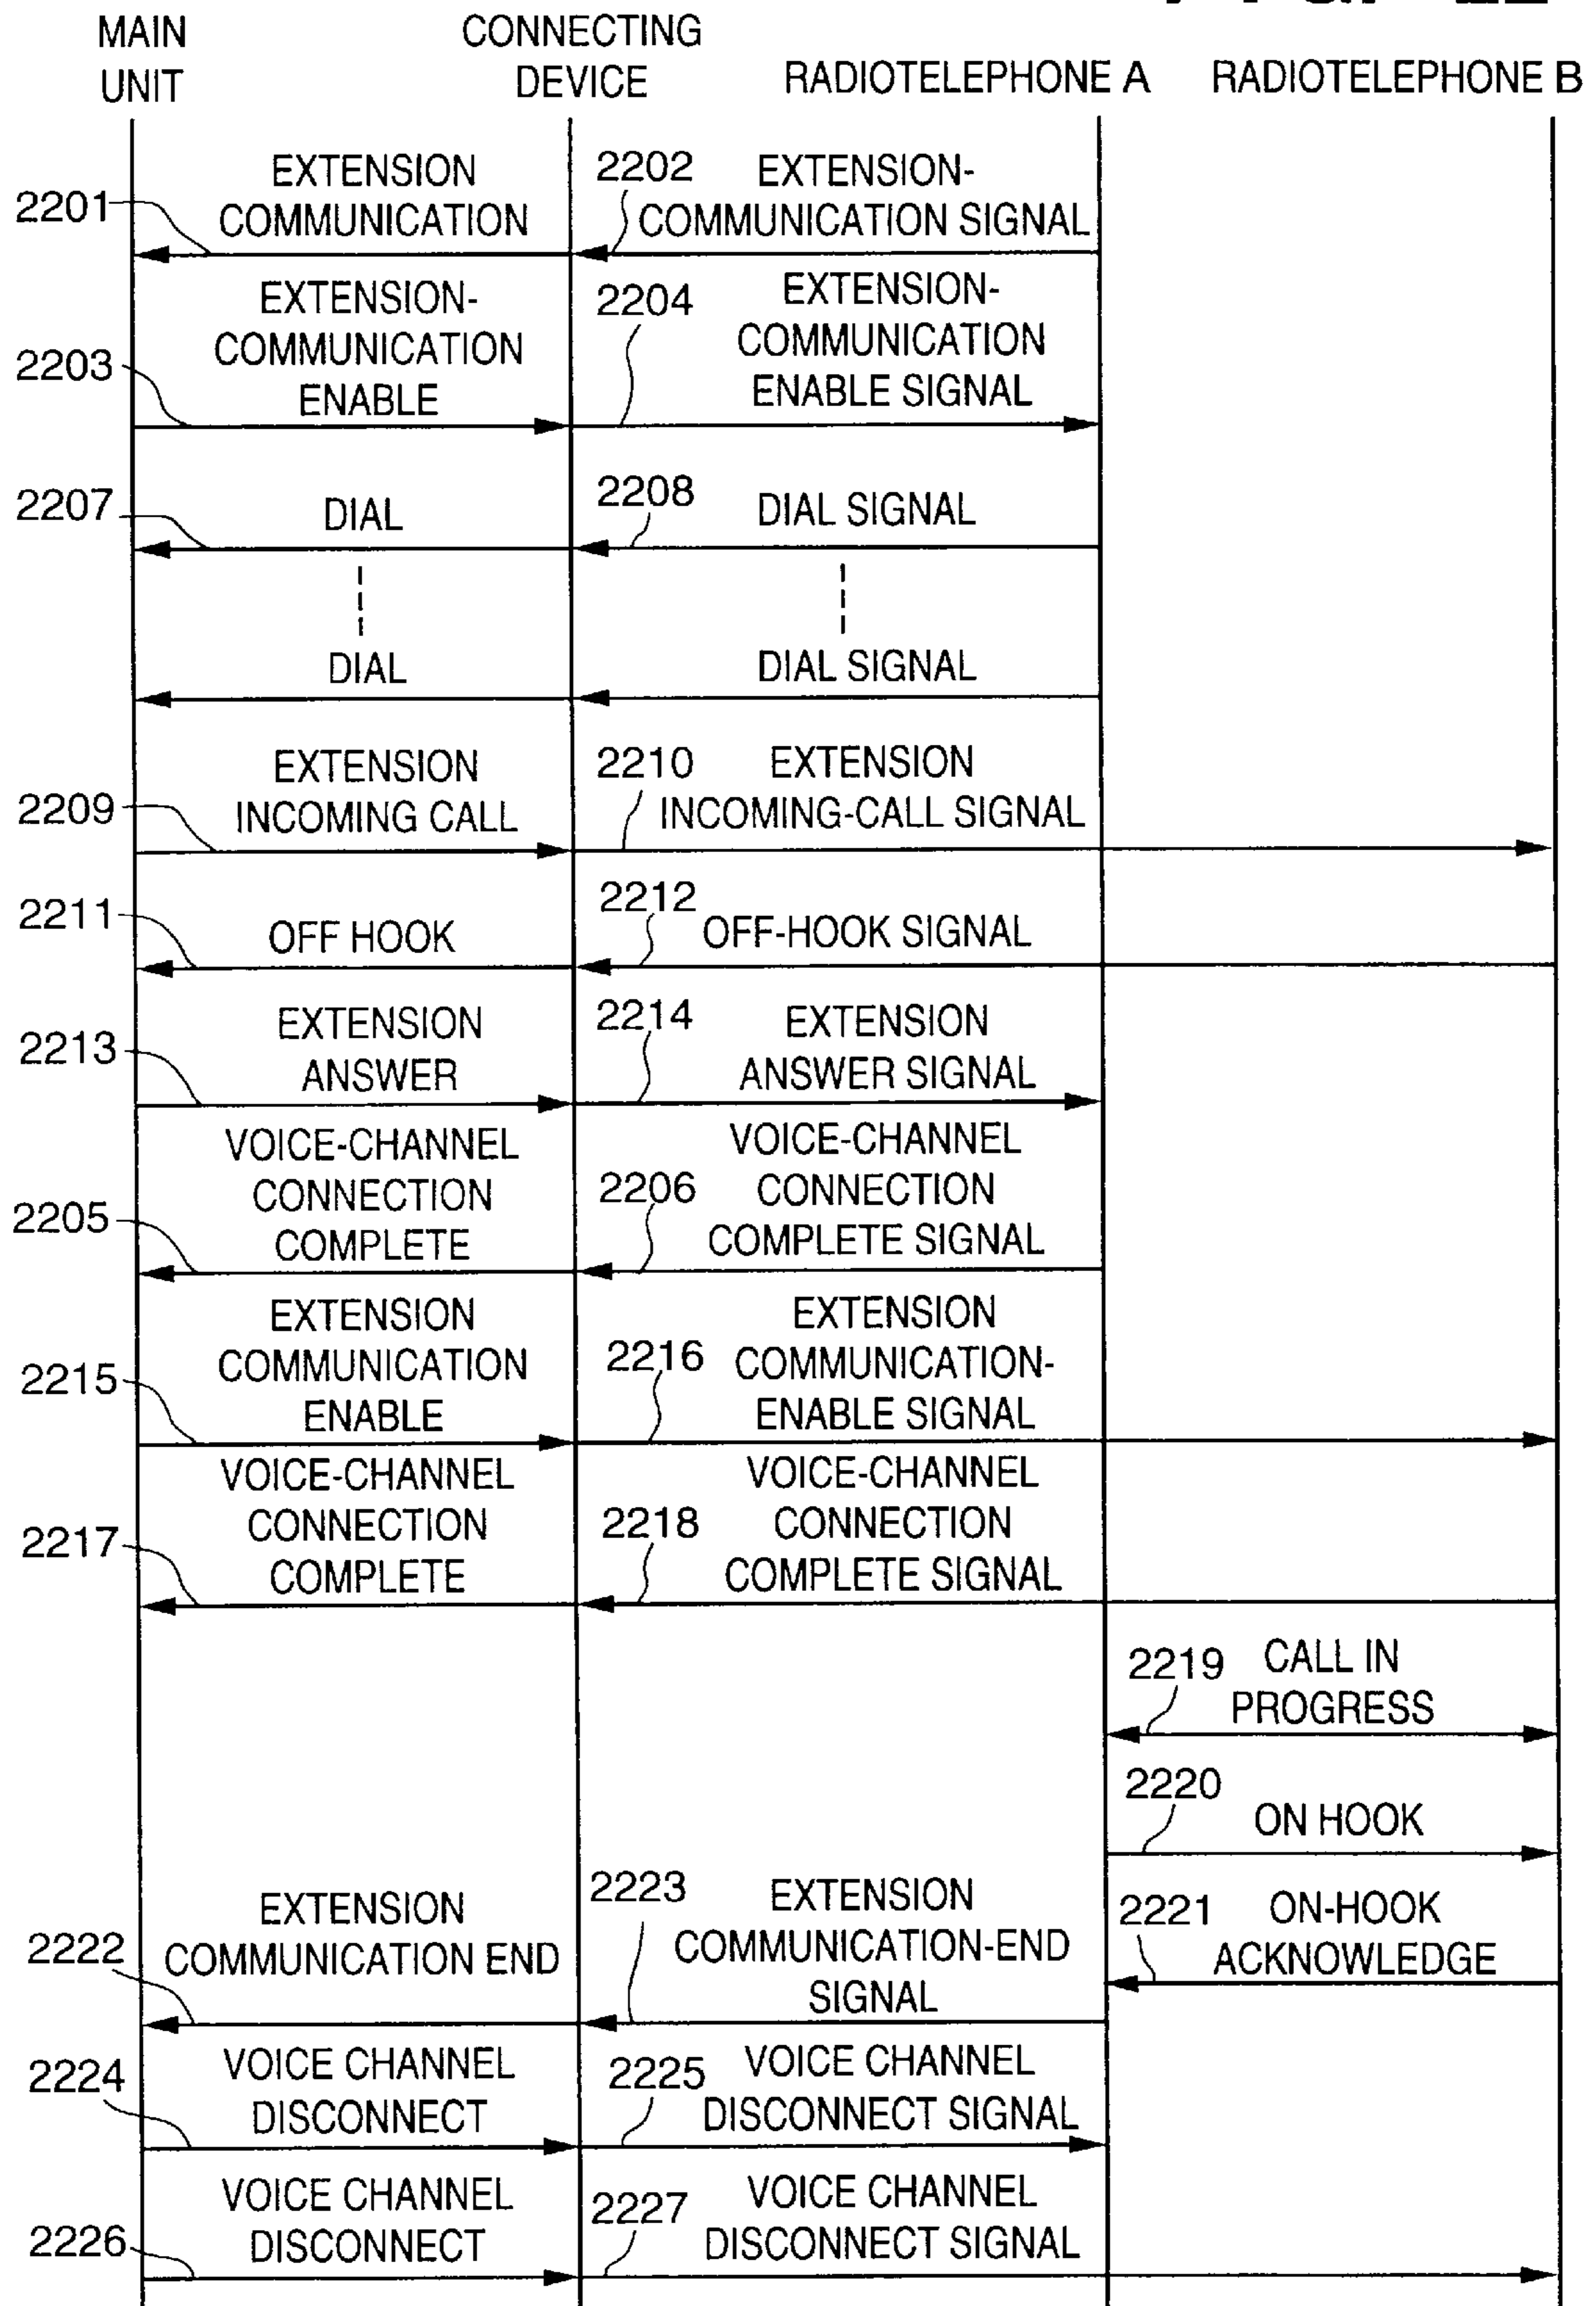 MAIN
UNIT
CONNECTING
DEVICE
RADIOTELEPHONE A
RADIOTELEPHONE B
2201
EXTENSION
COMMUNICATION
2202
EXTENSION-
COMMUNICATION SIGNAL
2203
EXTENSION-
COMMUNICATION
ENABLE
2204
EXTENSION-
COMMUNICATION
ENABLE SIGNAL
2207
DIAL
2208
DIAL SIGNAL
DIAL
DIAL SIGNAL
2209
EXTENSION
INCOMING CALL
2210
EXTENSION
INCOMING-CALL SIGNAL
2211
OFF HOOK
2212
OFF-HOOK SIGNAL
2213
EXTENSION
ANSWER
2214
EXTENSION
ANSWER SIGNAL
2205
VOICE-CHANNEL
CONNECTION
COMPLETE
2206
VOICE-CHANNEL
CONNECTION
COMPLETE SIGNAL
2215
EXTENSION
COMMUNICATION
ENABLE
2216
EXTENSION
COMMUNICATION-
ENABLE SIGNAL
2217
VOICE-CHANNEL
CONNECTION
COMPLETE
2218
VOICE-CHANNEL
CONNECTION
COMPLETE SIGNAL
2219
CALL IN
PROGRESS
2220
ON HOOK
2221
ON-HOOK
ACKNOWLEDGE
2222
EXTENSION
COMMUNICATION END
2223
EXTENSION
COMMUNICATION-END
SIGNAL
2224
VOICE CHANNEL
DISCONNECT
2225
VOICE CHANNEL
DISCONNECT SIGNAL
2226
VOICE CHANNEL
DISCONNECT
2227
VOICE CHANNEL
DISCONNECT SIGNAL